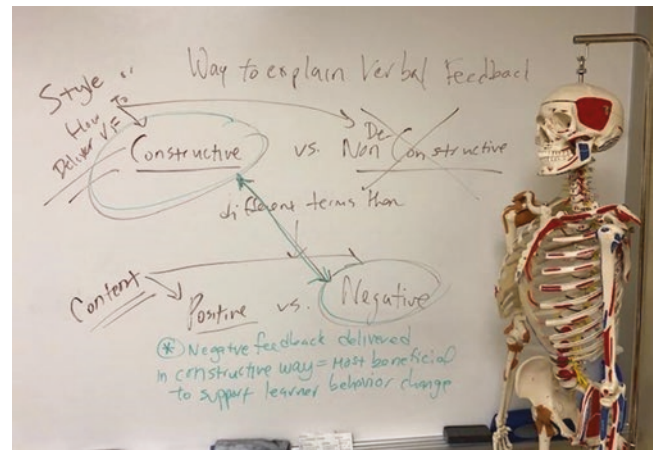 Way to explain Verbal Feedback
Style :
How To
Deliver VF
Constructive vs. Non De Constructive
different terms than
Content
Positive vs. Negative
* Negative feedback delivered
in constructive way = Most beneficial
to support learner behavior change